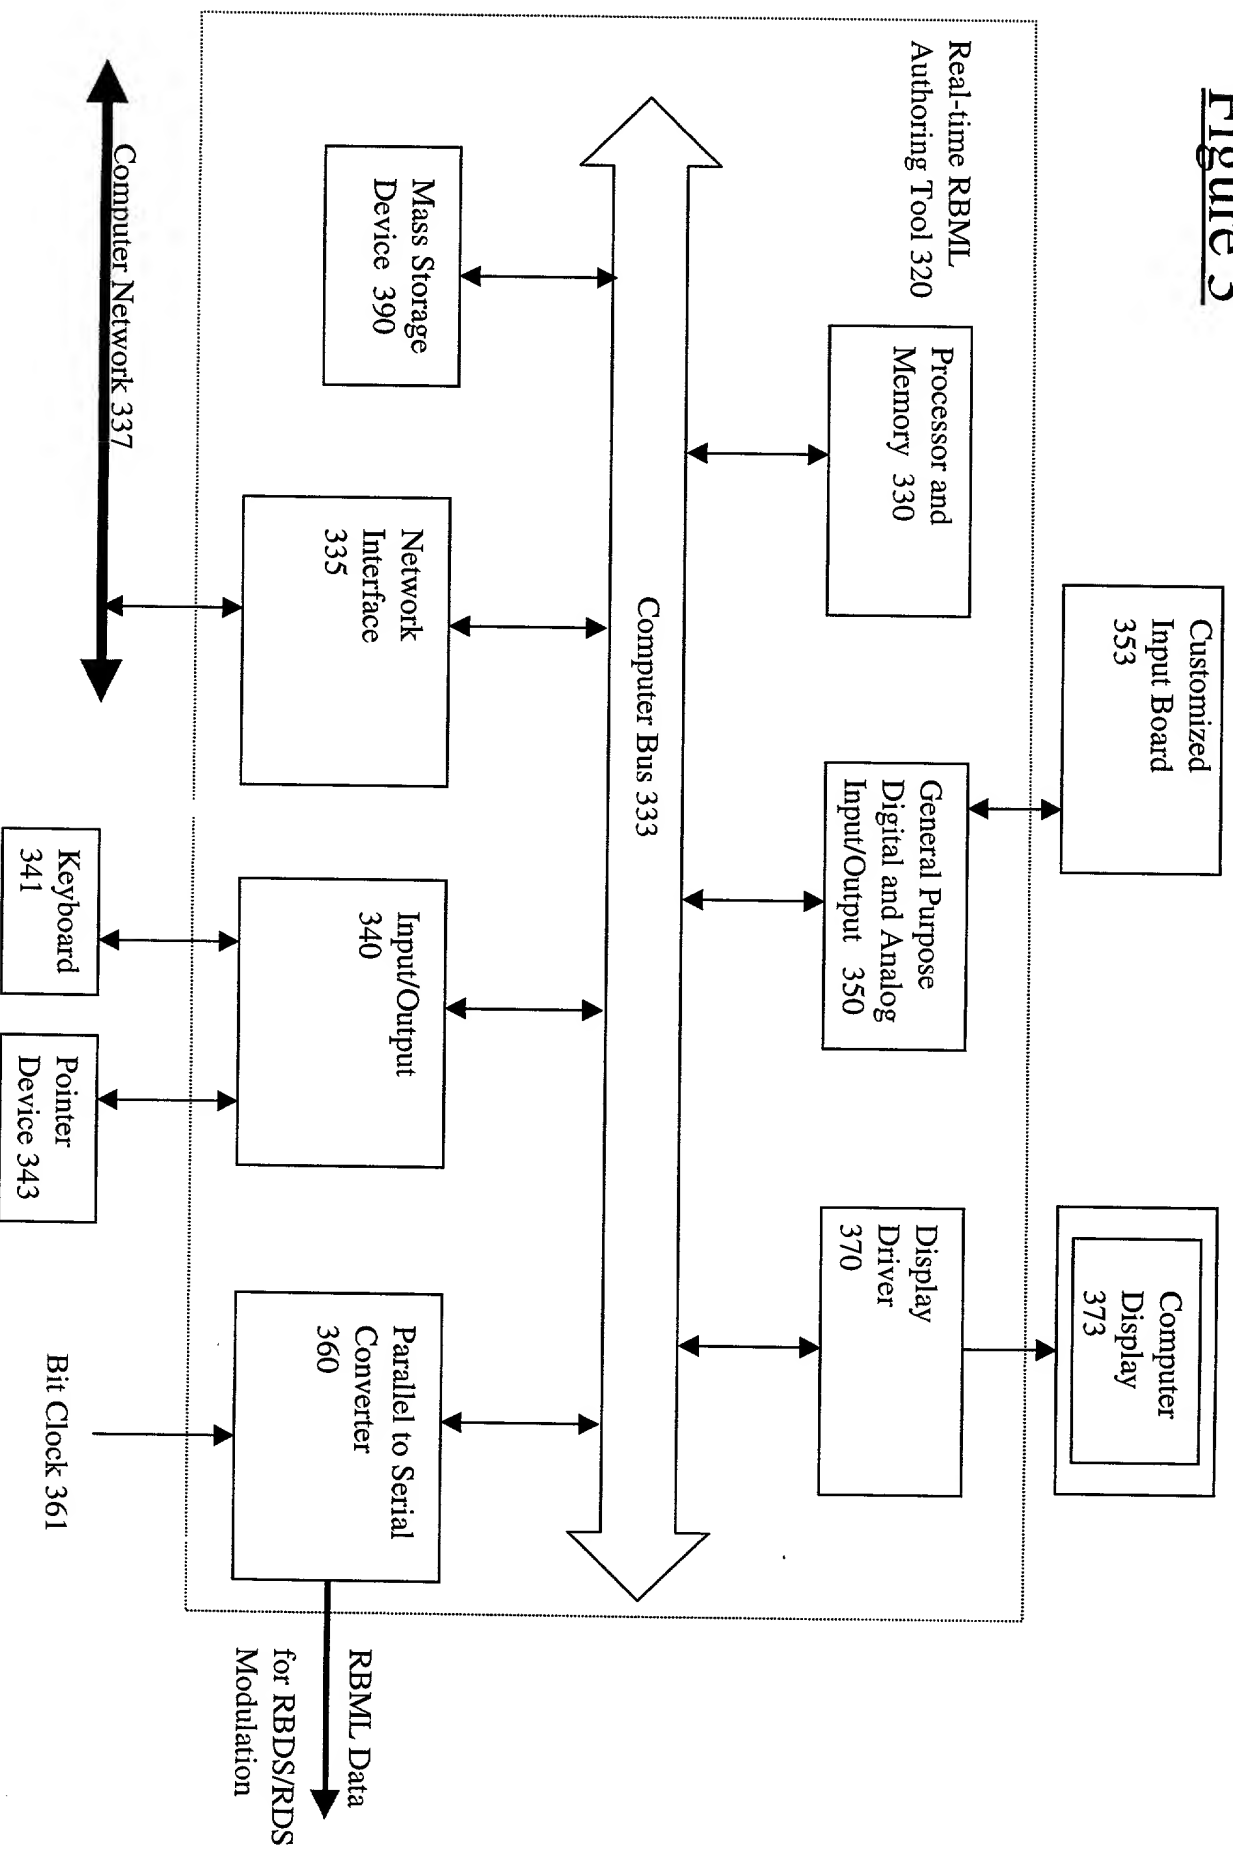 Figure 3
Real-time RBML
Authoring Tool 320
Customized
Input Board
353
Computer
Display
373
Processor and
Memory 330
General Purpose
Digital and Analog
Input/Output 350
Display
Driver
370
Computer Bus 333
Mass Storage
Device 390
Network
Interface
335
Input/Output
340
Parallel to Serial
Converter
360
RBML Data
for RBDS/RDS
Modulation
Computer Network 337
Keyboard
341
Pointer
Device 343
Bit Clock 361